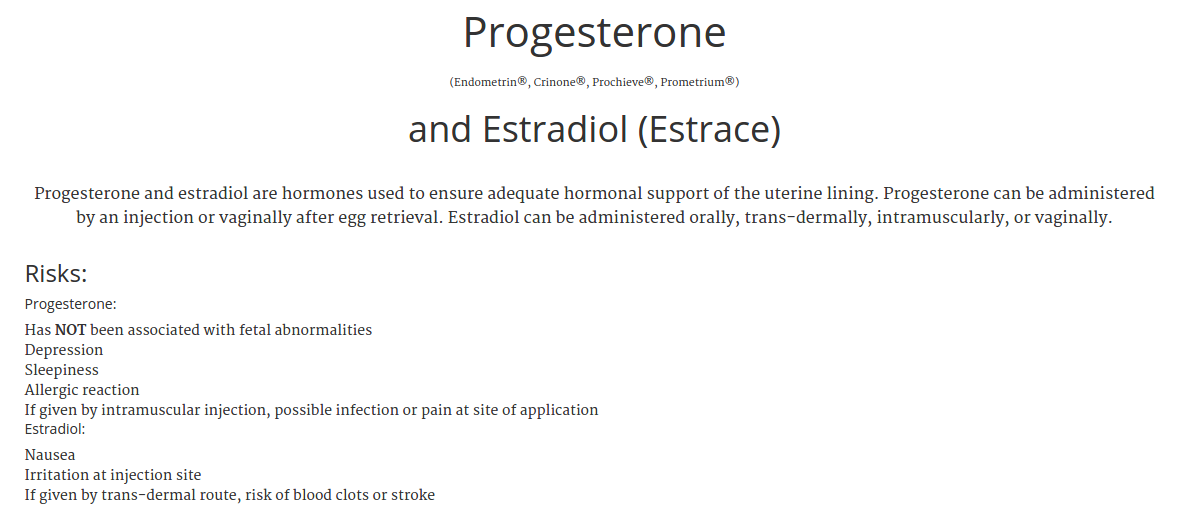 Progesterone
(Endometrin®, Crinone®, Prochieve®, Prometrium®)
and Estradiol (Estrace)
Progesterone and estradiol are hormones used to ensure adequate hormonal support of the uterine lining. Progesterone can be administered
by an injection or vaginally after egg retrieval. Estradiol can be administered orally, trans-dermally, intramuscularly, or vaginally.
Risks:
Progesterone:
Has NOT been associated with fetal abnormalities
Depression
Sleepiness
Allergic reaction
If given by intramuscular injection, possible infection or pain at site of application
Estradiol:
Nausea
Irritation at injection site
If given by trans-dermal route, risk of blood clots or stroke